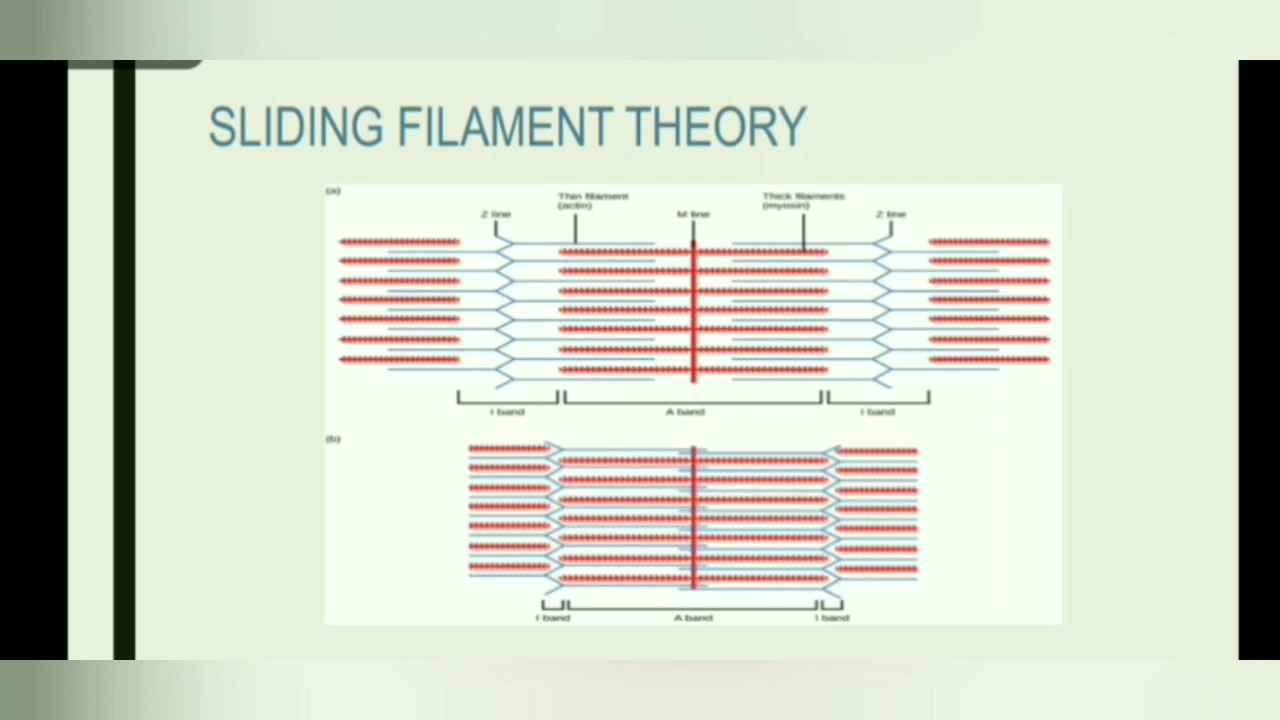 SLIDING FILAMENT THEORY
(a)
Thin filament
(actin)
Thick filaments
(myosin)
Z line
M line
Z line
I band
A band
I band
(b)
I band
A band
I band